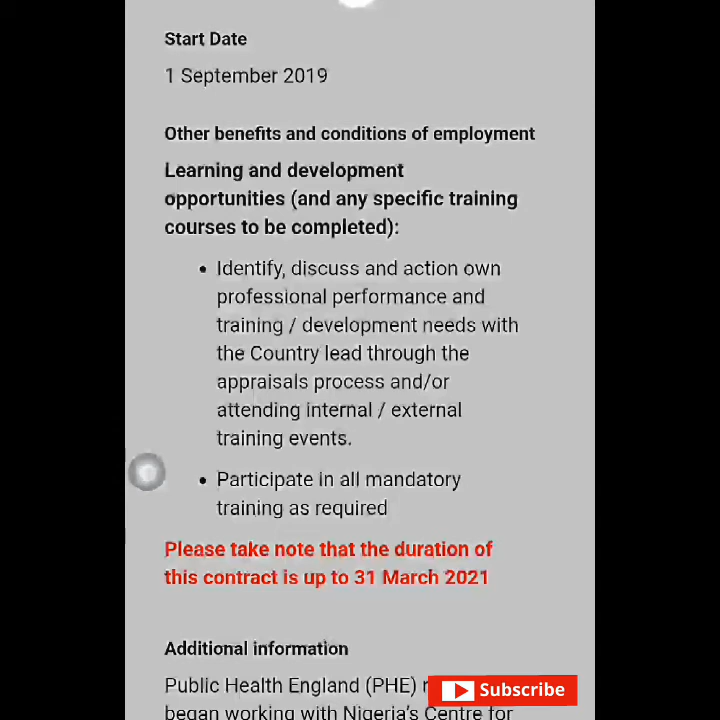 Start Date
1 September 2019
Other benefits and conditions of employment
Learning and development
opportunities (and any specific training
courses to be completed):
• Identify, discuss and action own
professional performance and
training / development needs with
the Country lead through the
appraisals process and/or
attending internal / external
training events.
• Participate in all mandatory
training as required
Please take note that the duration of
this contract is up to 31 March 2021
Additional information
Public Health England (PHE)
Subscribe
began working with Nigeria's Centre for